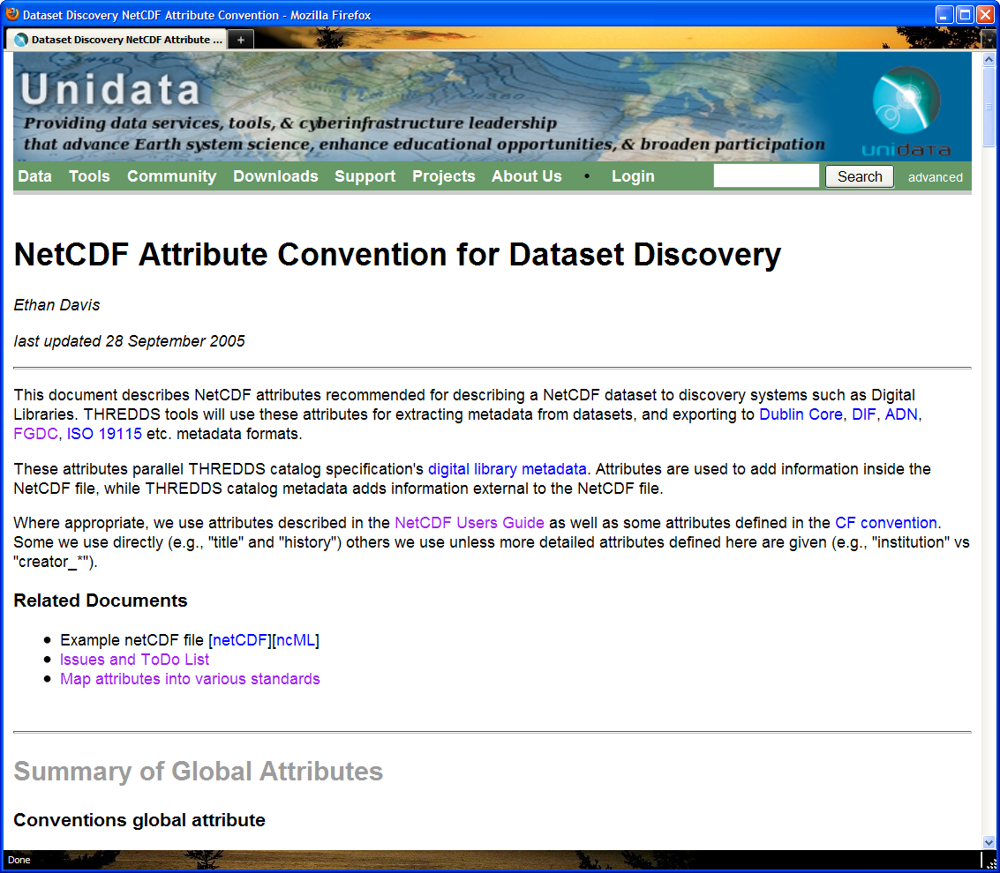 Dataset Discovery NetCDF Attribute Convention - Mozilla Firefox
Dataset Discovery NetCDF Attribute ...
Unidata
Providing data services, tools, & cyberinfrastructure leadership
that advance Earth system science, enhance educational opportunities, & broaden participation
unidata
Data Tools Community Downloads Support Projects About Us • Login Search advanced
NetCDF Attribute Convention for Dataset Discovery
Ethan Davis
last updated 28 September 2005
This document describes NetCDF attributes recommended for describing a NetCDF dataset to discovery systems such as Digital
Libraries. THREDDS tools will use these attributes for extracting metadata from datasets, and exporting to Dublin Core, DIF, ADN,
FGDC, ISO 19115 etc. metadata formats.
These attributes parallel THREDDS catalog specification's digital library metadata. Attributes are used to add information inside the
NetCDF file, while THREDDS catalog metadata adds information external to the NetCDF file.
Where appropriate, we use attributes described in the NetCDF Users Guide as well as some attributes defined in the CF convention.
Some we use directly (e.g., "title" and "history") others we use unless more detailed attributes defined here are given (e.g., "institution" vs
"creator_*").
Related Documents
• Example netCDF file [netCDF][ncML]
• Issues and ToDo List
• Map attributes into various standards
Summary of Global Attributes
Conventions global attribute
Done